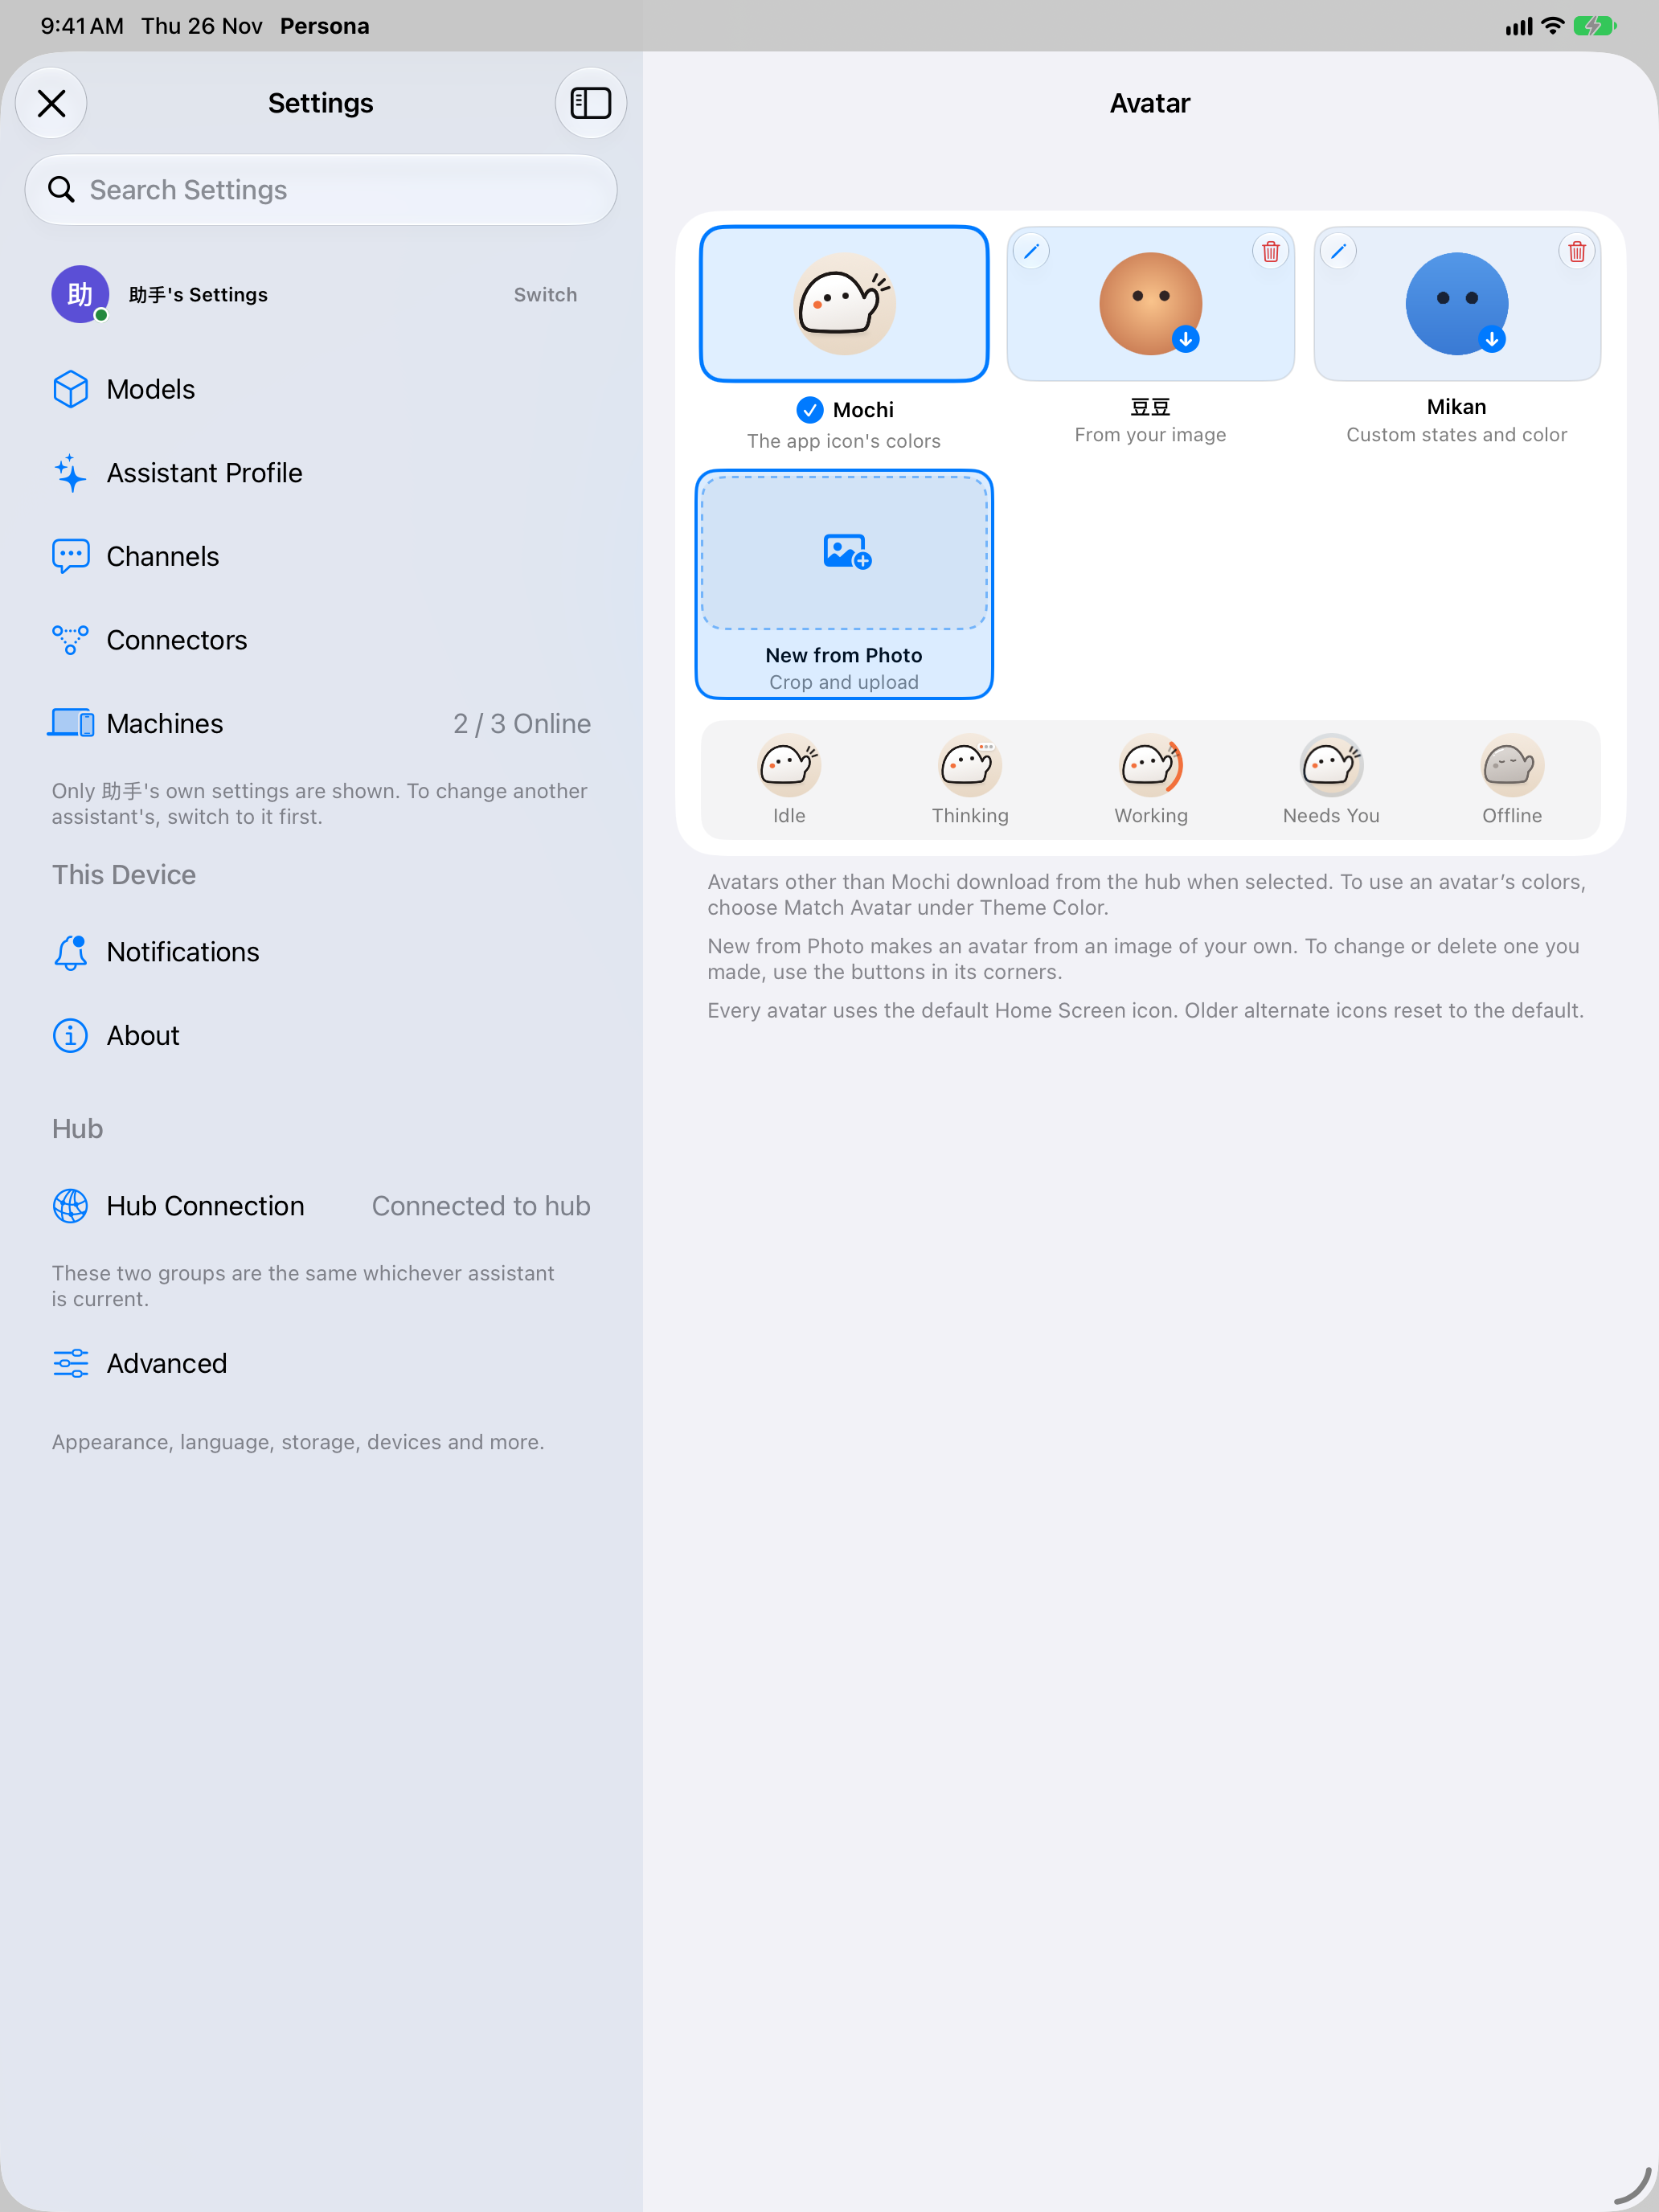 9:41 AM Thu 26 Nov Persona
Settings
Search Settings
助
助手's Settings
Switch
Models
Assistant Profile
Channels
Connectors
Machines
2 / 3 Online
Only 助手's own settings are shown. To change another
assistant's, switch to it first.
This Device
Notifications
About
Hub
Hub Connection
Connected to hub
These two groups are the same whichever assistant
is current.
Advanced
Appearance, language, storage, devices and more.
Avatar
Mochi
The app icon's colors
豆豆
From your image
Mikan
Custom states and color
New from Photo
Crop and upload
Idle
Thinking
Working
Needs You
Offline
Avatars other than Mochi download from the hub when selected. To use an avatar’s colors,
choose Match Avatar under Theme Color.
New from Photo makes an avatar from an image of your own. To change or delete one you
made, use the buttons in its corners.
Every avatar uses the default Home Screen icon. Older alternate icons reset to the default.